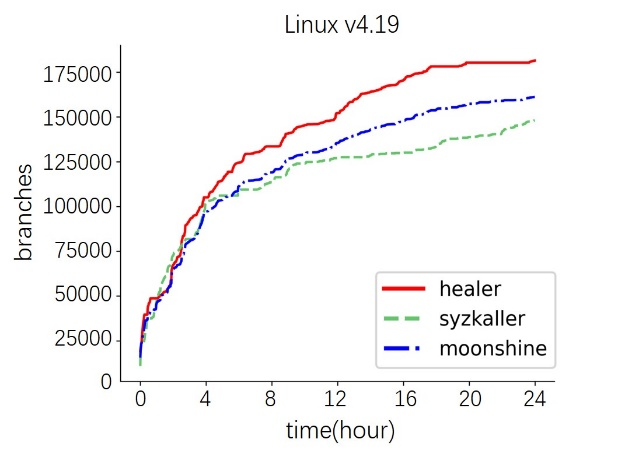 Linux v4.19
branches
175000
150000
125000
100000
75000
50000
25000
0
healer
syzkaller
moonshine
0 4 8 12 16 20 24
time(hour)